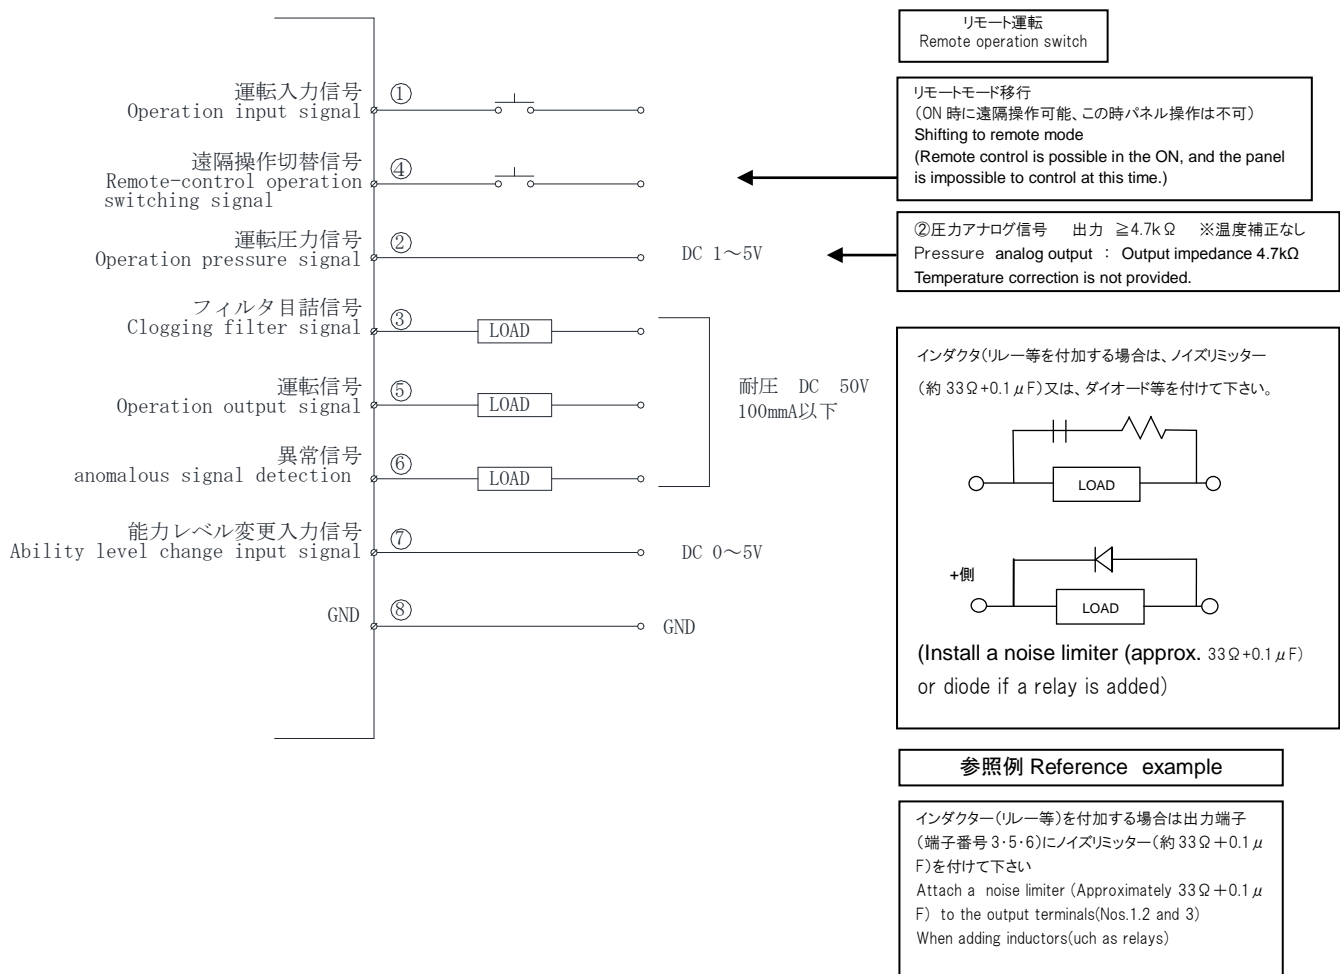 運転入力信号
Operation input signal
①
遠隔操作切替信号
Remote-control operation
switching signal
④
運転圧力信号
Operation pressure signal
②
DC 1～5V
フィルタ目詰信号
Clogging filter signal
③
LOAD
運転信号
Operation output signal
⑤
LOAD
異常信号
anomalous signal detection
⑥
LOAD
耐圧 DC 50V
100mmA以下
能力レベル変更入力信号
Ability level change input signal
⑦
DC 0～5V
GND
⑧
GND
リモート運転
Remote operation switch
リモートモード移行
（ON 時に遠隔操作可能、この時パネル操作は不可）
Shifting to remote mode
(Remote control is possible in the ON, and the panel
is impossible to control at this time.)
②圧力アナログ信号 出力 ≧4.7kΩ ※温度補正なし
Pressure analog output ： Output impedance 4.7kΩ
Temperature correction is not provided.
インダクタ（リレー等を付加する場合は、ノイズリミッター
（約 33Ω+0.1μF）又は、ダイオード等を付けて下さい。
LOAD
+側
LOAD
(Install a noise limiter (approx. 33Ω+0.1μF)
or diode if a relay is added)
参照例 Reference example
インダクター（リレー等）を付加する場合は出力端子
（端子番号 3・5・6）にノイズリミッター（約 33Ω＋0.1μ
F）を付けて下さい
Attach a noise limiter (Approximately 33Ω＋0.1μ
F) to the output terminals(Nos.1.2 and 3)
When adding inductors(uch as relays)